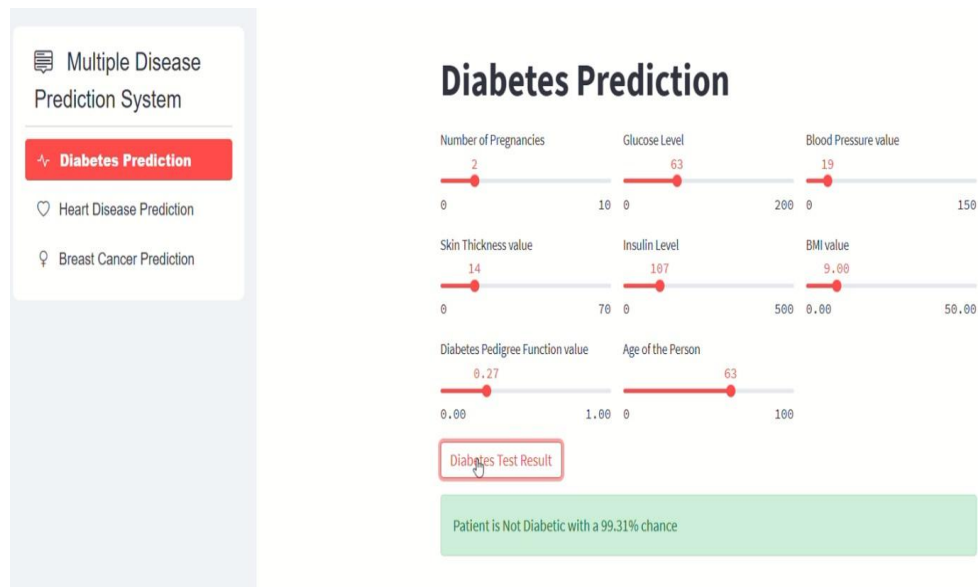 Multiple Disease
Prediction System
Diabetes Prediction
Heart Disease Prediction
Breast Cancer Prediction
Diabetes Prediction
Number of Pregnancies
2
0 10
Glucose Level
63
0 200
Blood Pressure value
19
0 150
Skin Thickness value
14
0 70
Insulin Level
107
0 500
BMI value
9.00
0.00 50.00
Diabetes Pedigree Function value
0.27
0.00 1.00
Age of the Person
63
0 100
Diabetes Test Result
Patient is Not Diabetic with a 99.31% chance